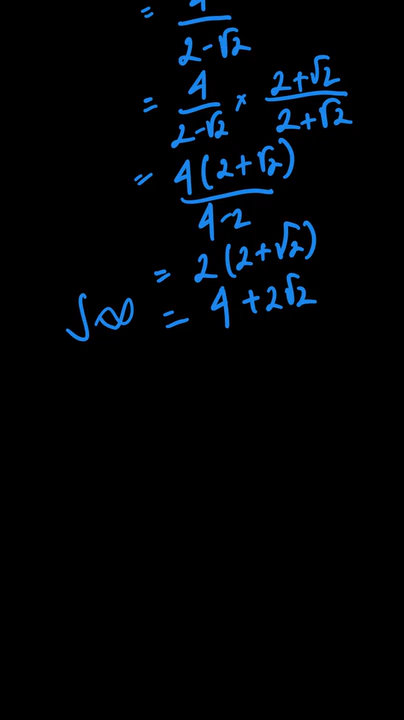 = 4/(2-√2)
= 4/(2-√2) × (2+√2)/(2+√2)
= 4(2+√2)/(4-2)
= 2(2+√2)
S∞ = 4+2√2